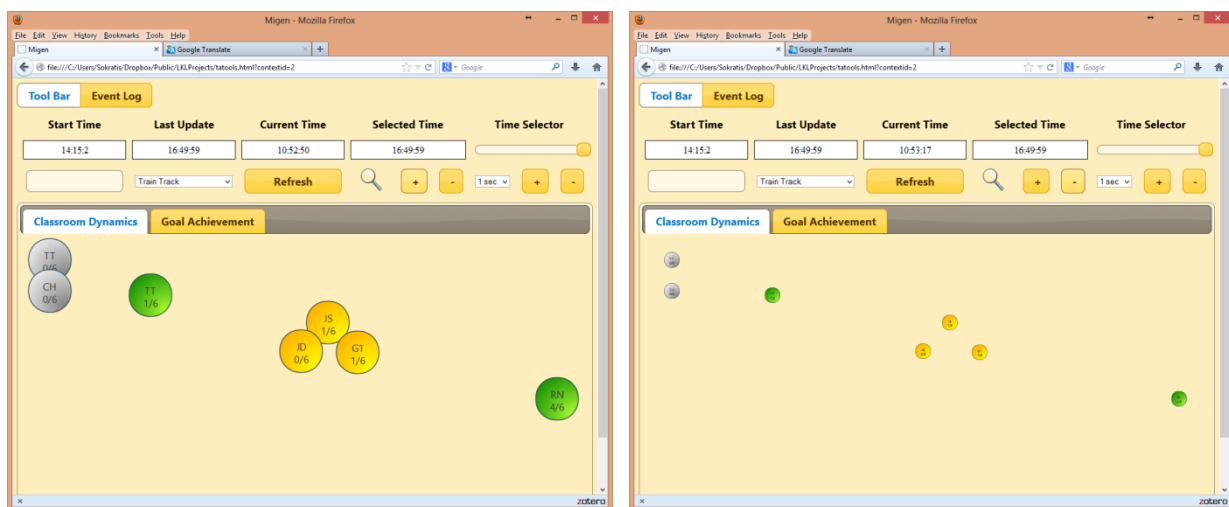 Migen - Mozilla Firefox
File Edit View History Bookmarks Tools Help
Migen × Google Translate × +
file:///C:/Users/Sokratis/Dropbox/Public/LKLProjects/tatools.html?contextid=2 Google
Tool Bar Event Log
Start Time Last Update Current Time Selected Time Time Selector
14:15:2 16:49:59 10:52:50 16:49:59
Train Track Refresh + - 1 sec + -
Classroom Dynamics Goal Achievement
TT
0/6
CH
0/6
TT
1/6
JS
1/6
JD
0/6
G1
1/6
RN
4/6
× zotero
Migen - Mozilla Firefox
File Edit View History Bookmarks Tools Help
Migen × Google Translate × +
file:///C:/Users/Sokratis/Dropbox/Public/LKLProjects/tatools.html?contextid=2 Google
Tool Bar Event Log
Start Time Last Update Current Time Selected Time Time Selector
14:15:2 16:49:59 10:53:17 16:49:59
Train Track Refresh + - 1 sec + -
Classroom Dynamics Goal Achievement
× zotero